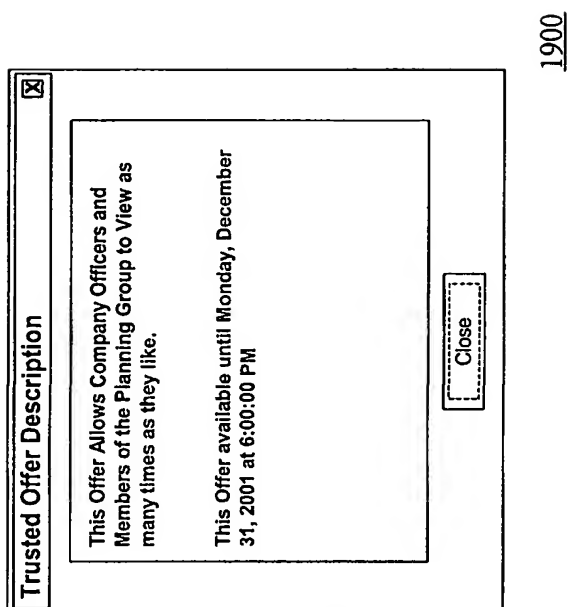 Trusted Offer Description
This Offer Allows Company Officers and
Members of the Planning Group to View as
many times as they like.
This Offer available until Monday, December
31, 2001 at 6:00:00 PM
Close
1900